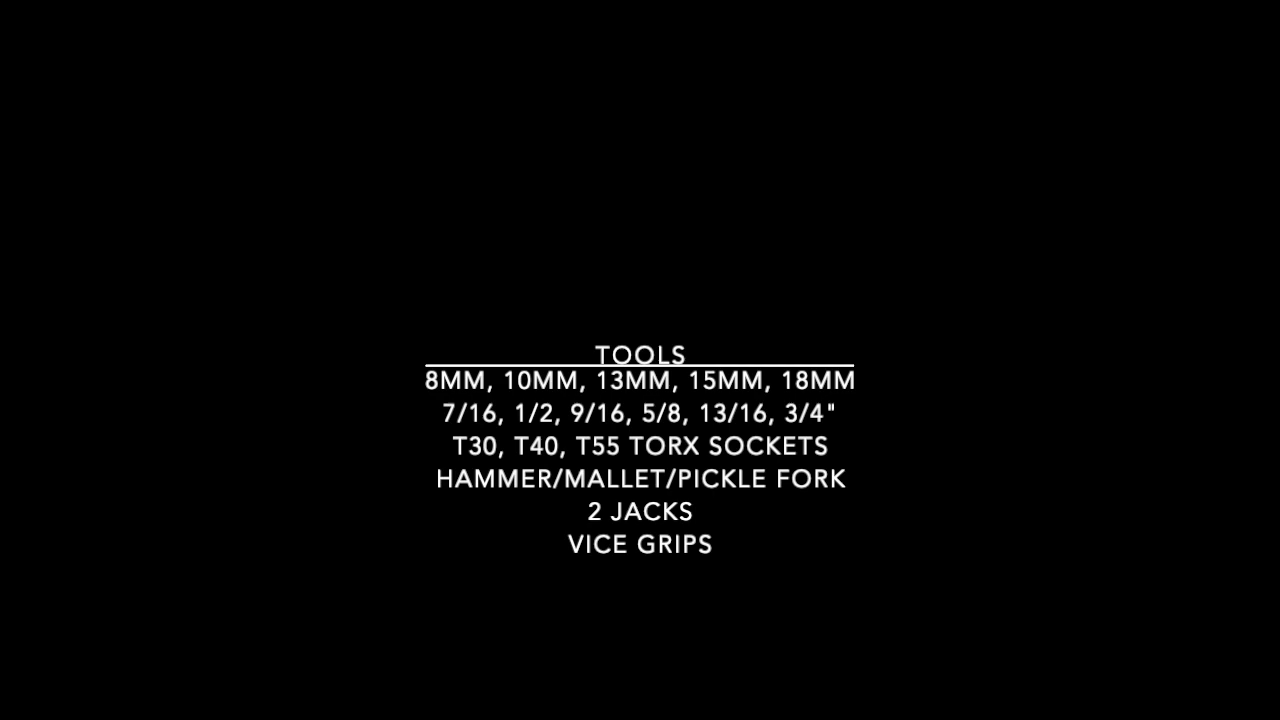 TOOLS
8MM, 10MM, 13MM, 15MM, 18MM
7/16, 1/2, 9/16, 5/8, 13/16, 3/4"
T30, T40, T55 TORX SOCKETS
HAMMER/MALLET/PICKLE FORK
2 JACKS
VICE GRIPS